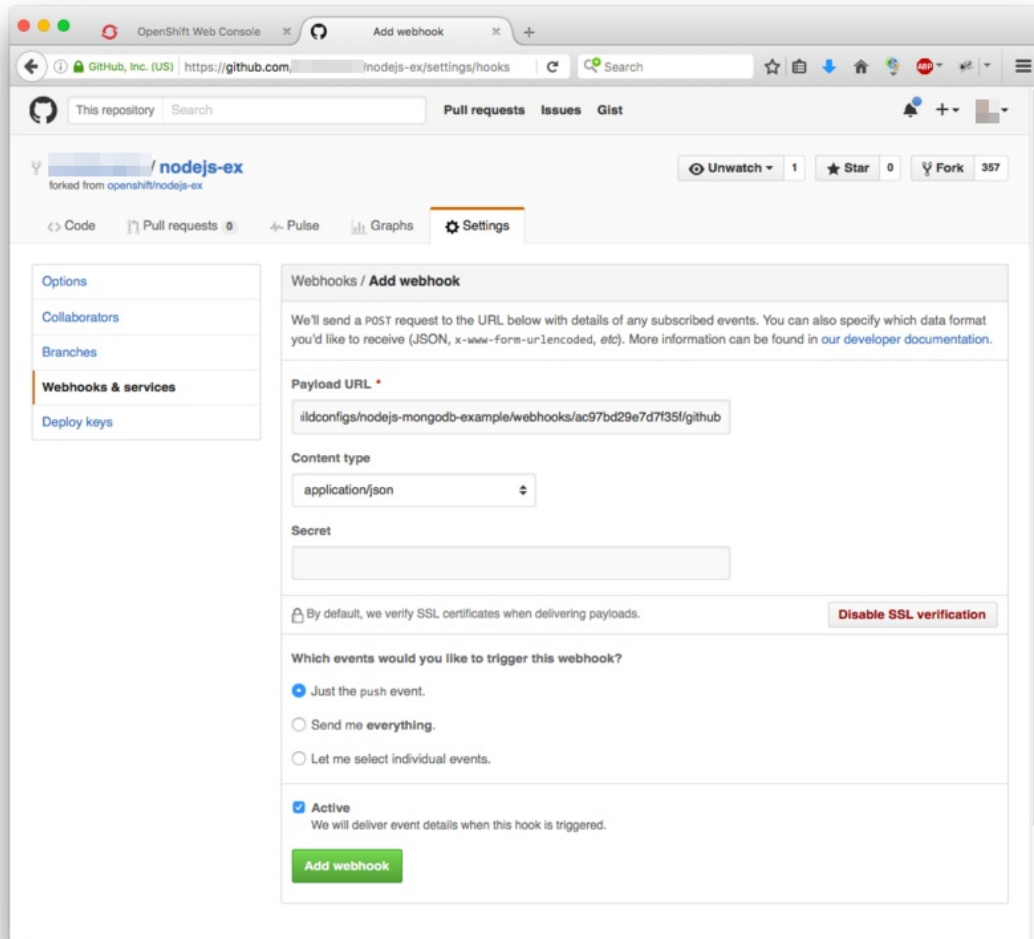 OpenShift Web Console
Add webhook
GitHub, Inc. (US) https://github.com, /nodejs-ex/settings/hooks
Search
ABP
This repository Search
Pull requests Issues Gist
/ nodejs-ex
forked from openshift/nodejs-ex
Unwatch 1 Star 0 Fork 357
Code Pull requests 0 Pulse Graphs Settings
Options
Collaborators
Branches
Webhooks & services
Deploy keys
Webhooks / Add webhook
We'll send a POST request to the URL below with details of any subscribed events. You can also specify which data format
you'd like to receive (JSON, x-www-form-urlencoded, etc). More information can be found in our developer documentation.
Payload URL *
ildconfigs/nodejs-mongodb-example/webhooks/ac97bd29e7d7f35f/github
Content type
application/json
Secret
By default, we verify SSL certificates when delivering payloads.
Disable SSL verification
Which events would you like to trigger this webhook?
Just the push event.
Send me everything.
Let me select individual events.
Active
We will deliver event details when this hook is triggered.
Add webhook